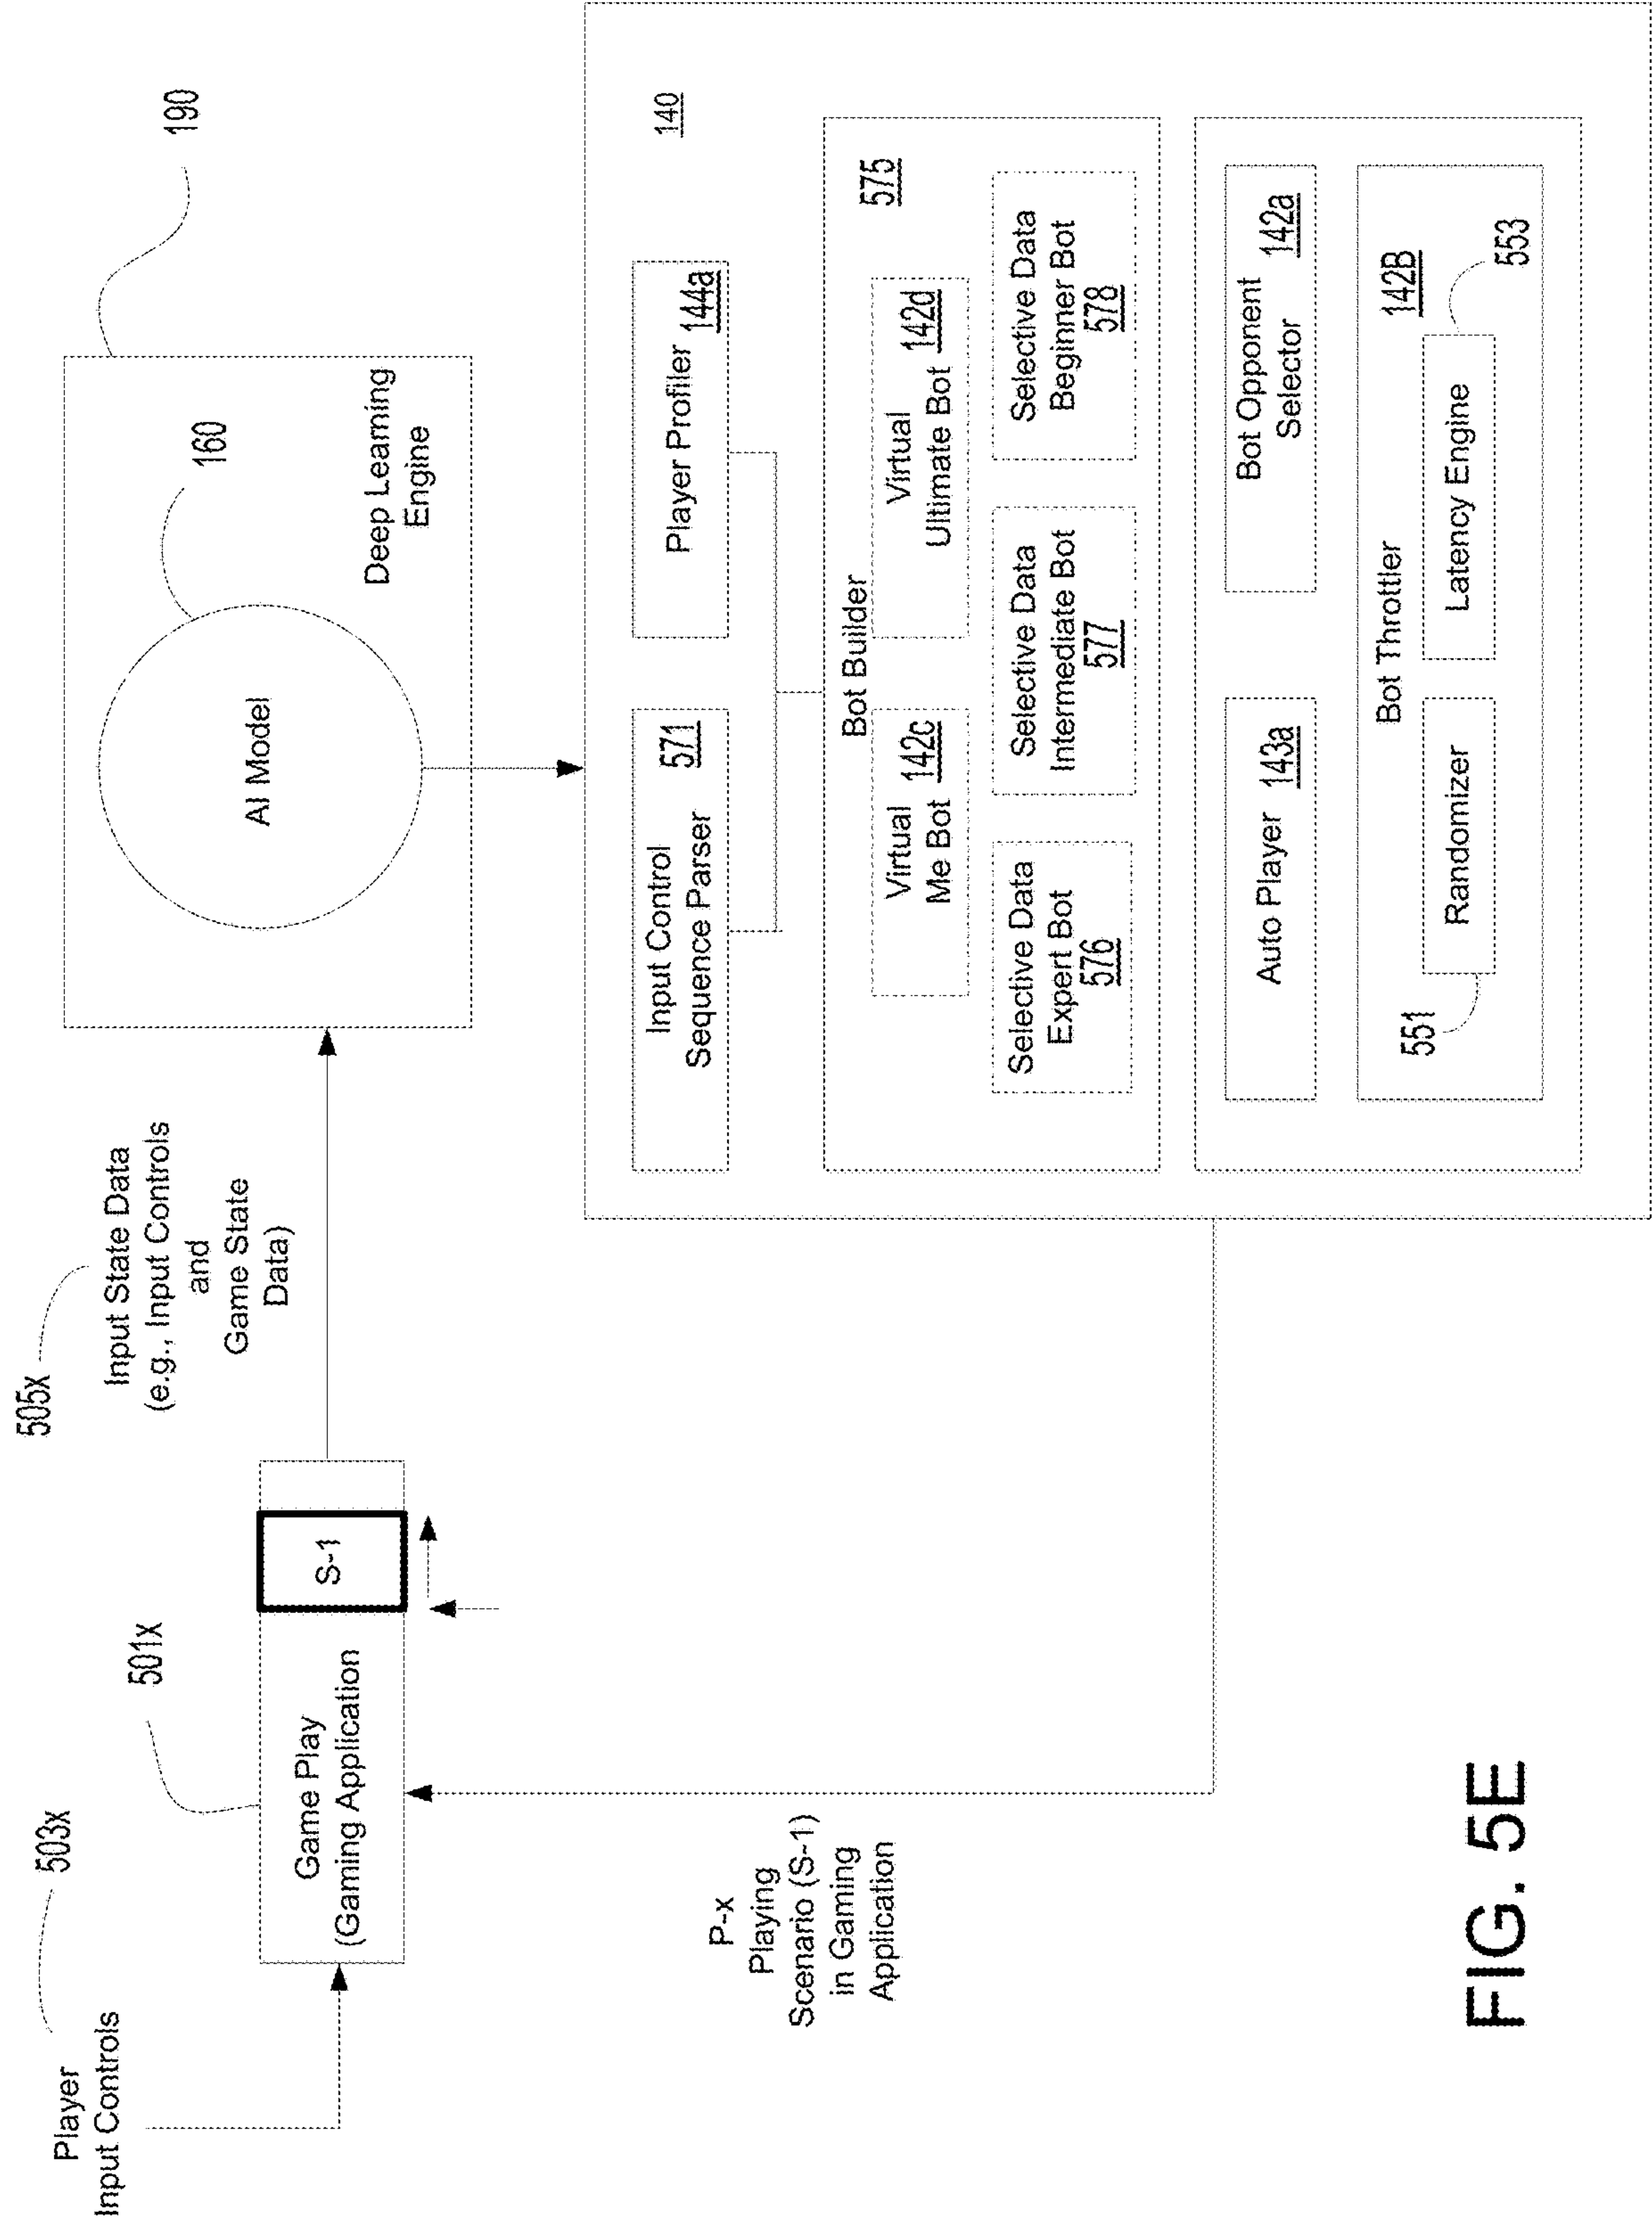 Player
Input Controls
503x
Game Play
(Gaming Application
501x
S-1
505x
Input State Data
(e.g., Input Controls
and
Game State
Data)
AI Model
160
Deep Learning
Engine
190
P-x
Playing
Scenario (S-1)
in Gaming
Application
140
Input Control
Sequence Parser
571
Player Profiler
144a
Bot Builder
575
Virtual
Me Bot
142c
Virtual
Ultimate Bot
142d
Selective Data
Expert Bot
576
Selective Data
Intermediate Bot
577
Selective Data
Beginner Bot
578
Auto Player
143a
Bot Opponent
Selector
142a
Bot Throttler
142B
551
Randomizer
Latency Engine
553
FIG. 5E